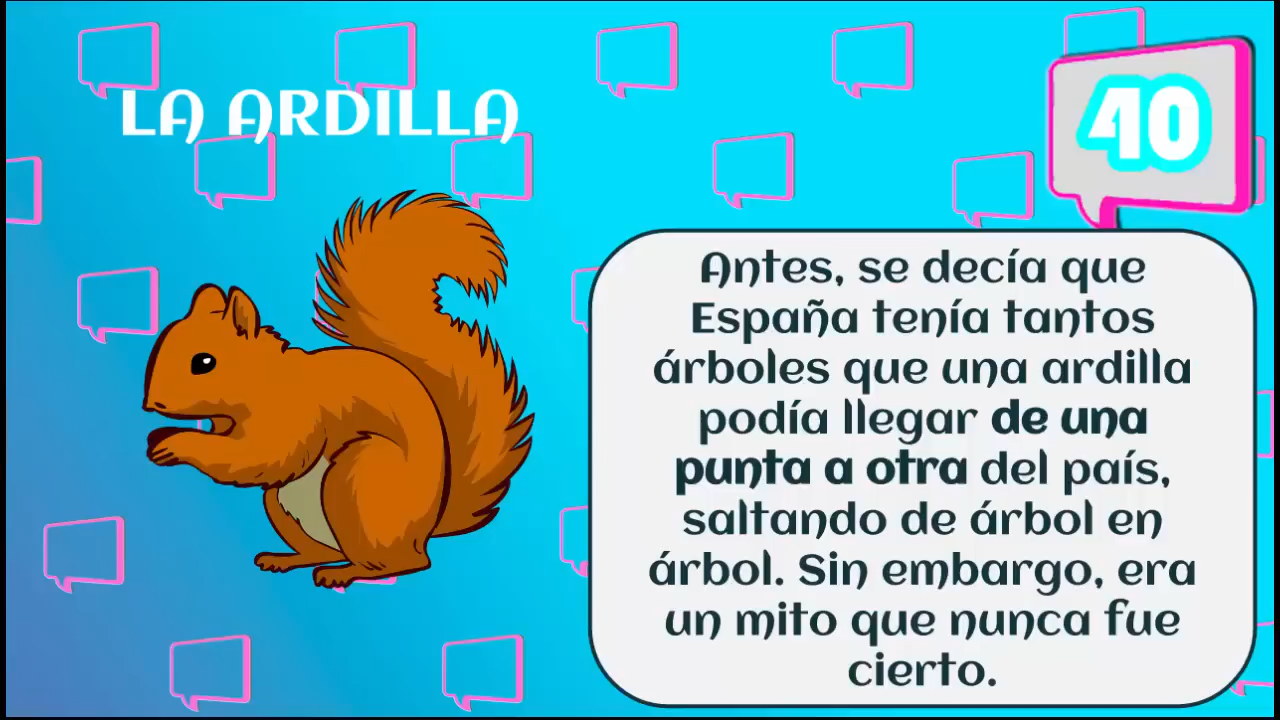 LA ARDILLA
40
Antes, se decía que
España tenía tantos
árboles que una ardilla
podía llegar de una
punta a otra del país,
saltando de árbol en
árbol. Sin embargo, era
un mito que nunca fue
cierto.